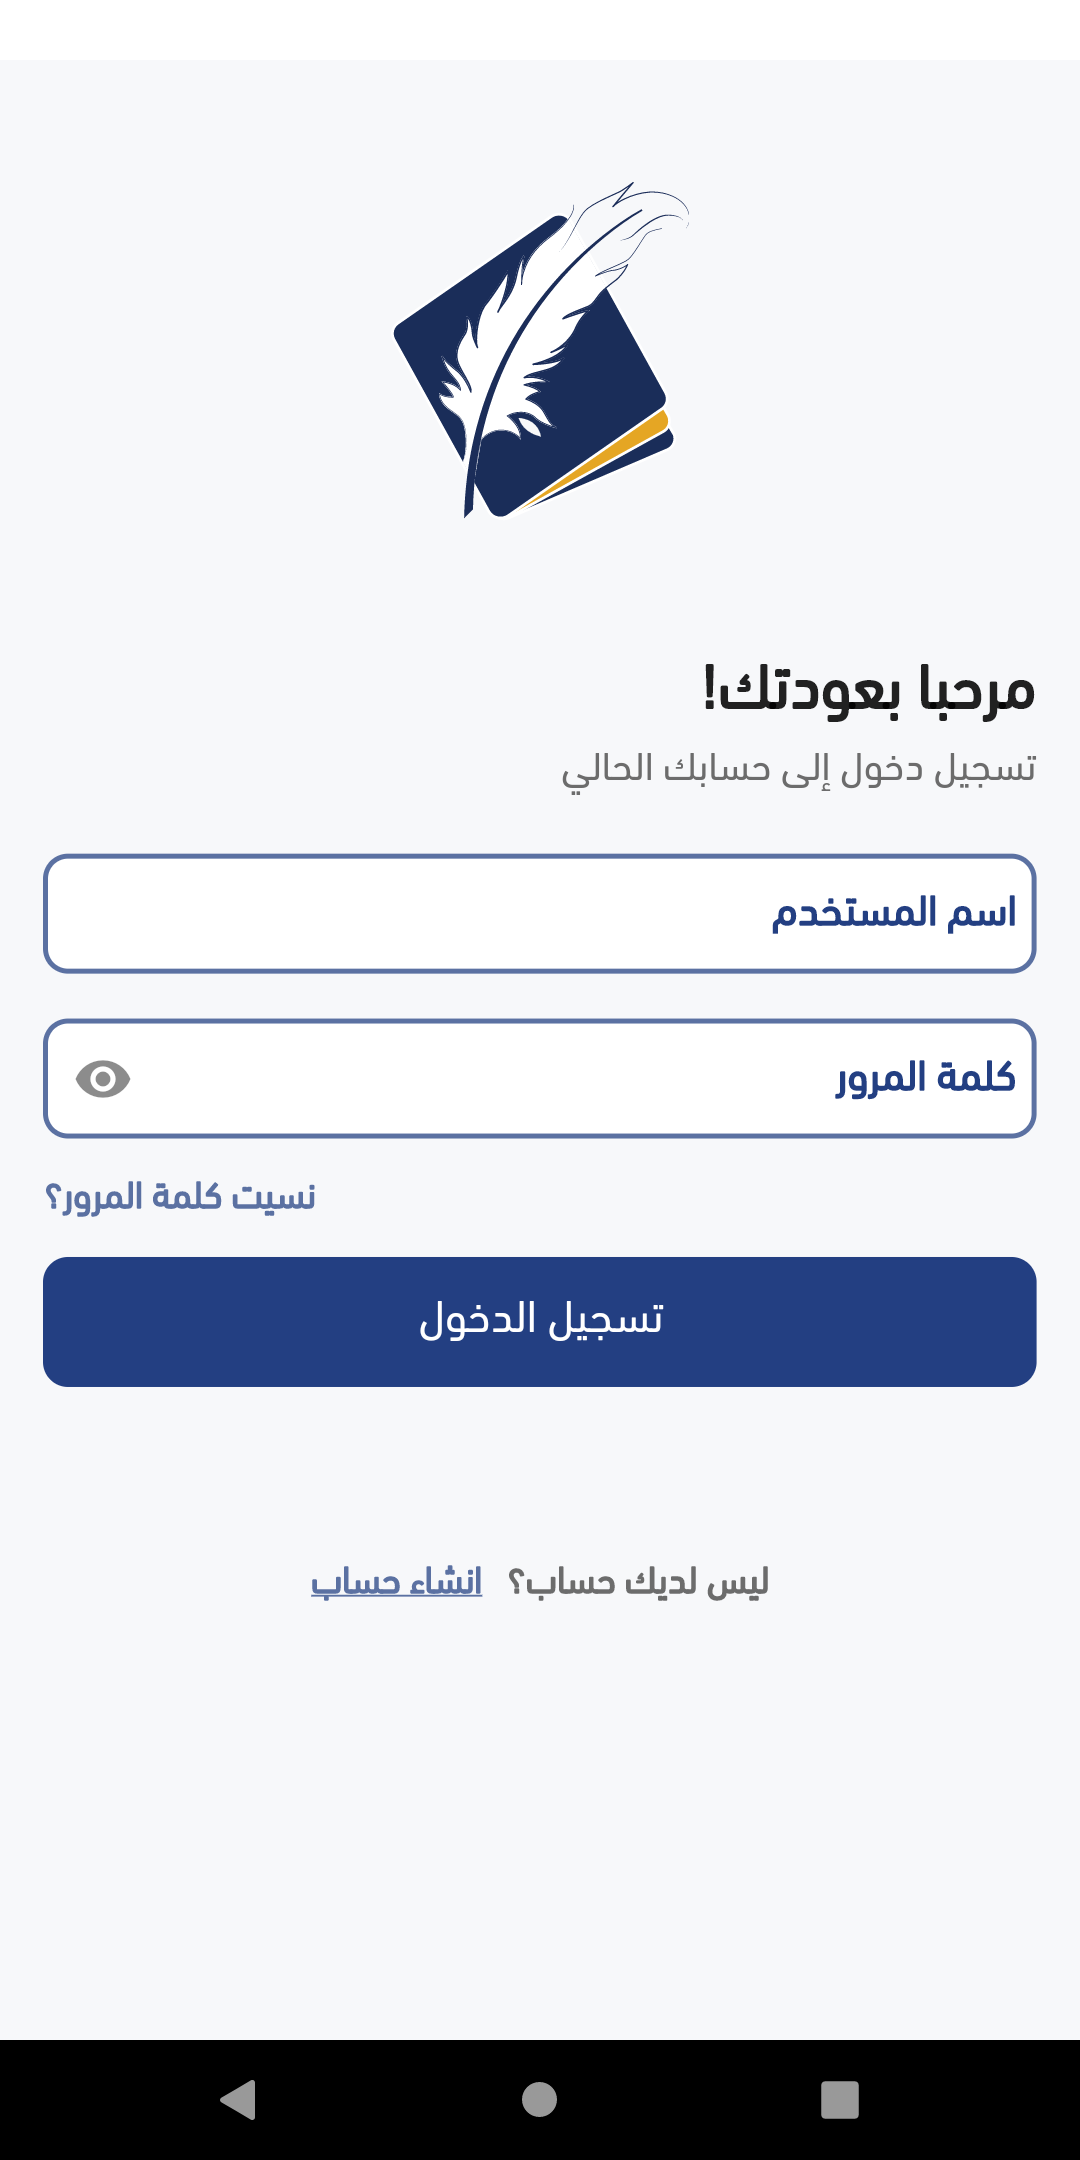 مرحبا بعودتك!
تسجيل دخول إلى حسابك الحالي
اسم المستخدم
كلمة المرور
نسيت كلمة المرور؟
تسجيل الدخول
ليس لديك حساب؟ انشاء حساب